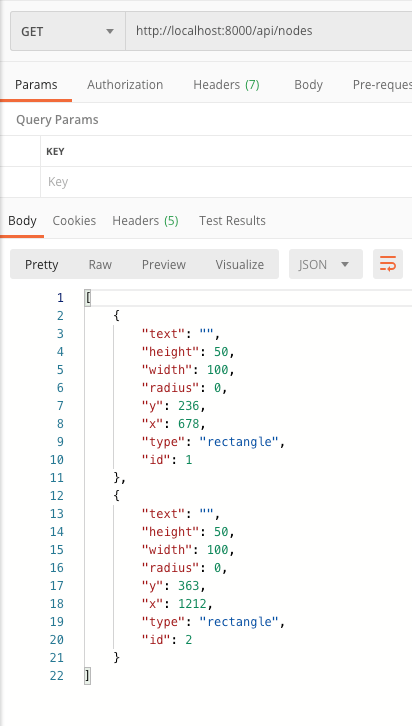 GET http://localhost:8000/api/nodes
Params Authorization Headers (7) Body Pre-reques
Query Params
KEY
Key
Body Cookies Headers (5) Test Results
Pretty Raw Preview Visualize JSON
1 [
2 {
3 "text": "",
4 "height": 50,
5 "width": 100,
6 "radius": 0,
7 "y": 236,
8 "x": 678,
9 "type": "rectangle",
10 "id": 1
11 },
12 {
13 "text": "",
14 "height": 50,
15 "width": 100,
16 "radius": 0,
17 "y": 363,
18 "x": 1212,
19 "type": "rectangle",
20 "id": 2
21 }
22 ]